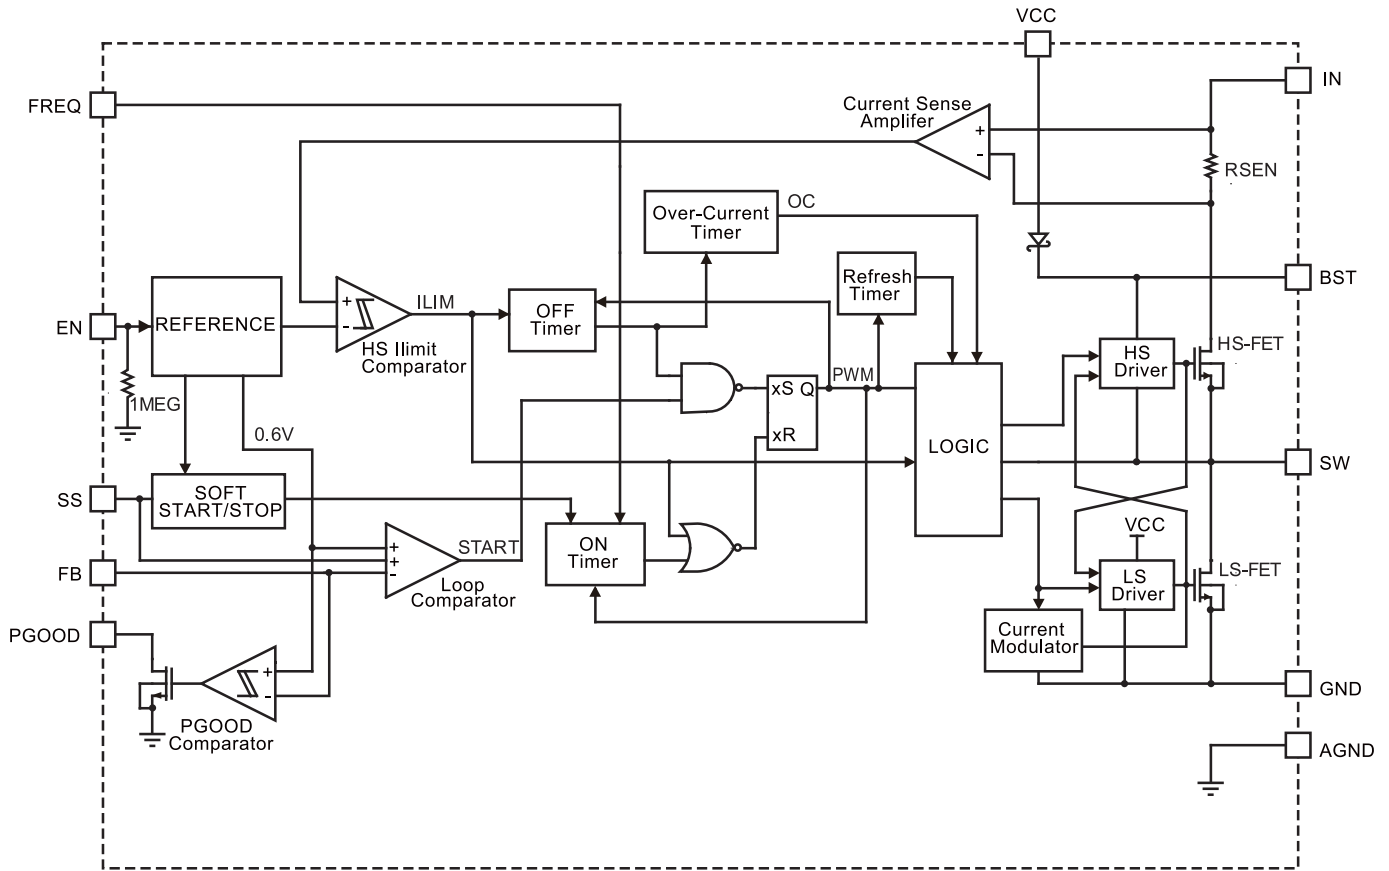 VCC
IN
FREQ
Current Sense
Amplifer
+
-
RSEN
Over-Current
Timer
OC
Refresh
Timer
BST
EN
REFERENCE
+
-
ILIM
HS Ilimit
Comparator
OFF
Timer
HS
Driver
HS-FET
1MEG
xS Q
xR
PWM
0.6V
LOGIC
SW
SS
SOFT
START/STOP
VCC
START
+
+
-
Loop
Comparator
ON
Timer
FB
LS
Driver
LS-FET
PGOOD
Current
Modulator
+
-
PGOOD
Comparator
GND
AGND